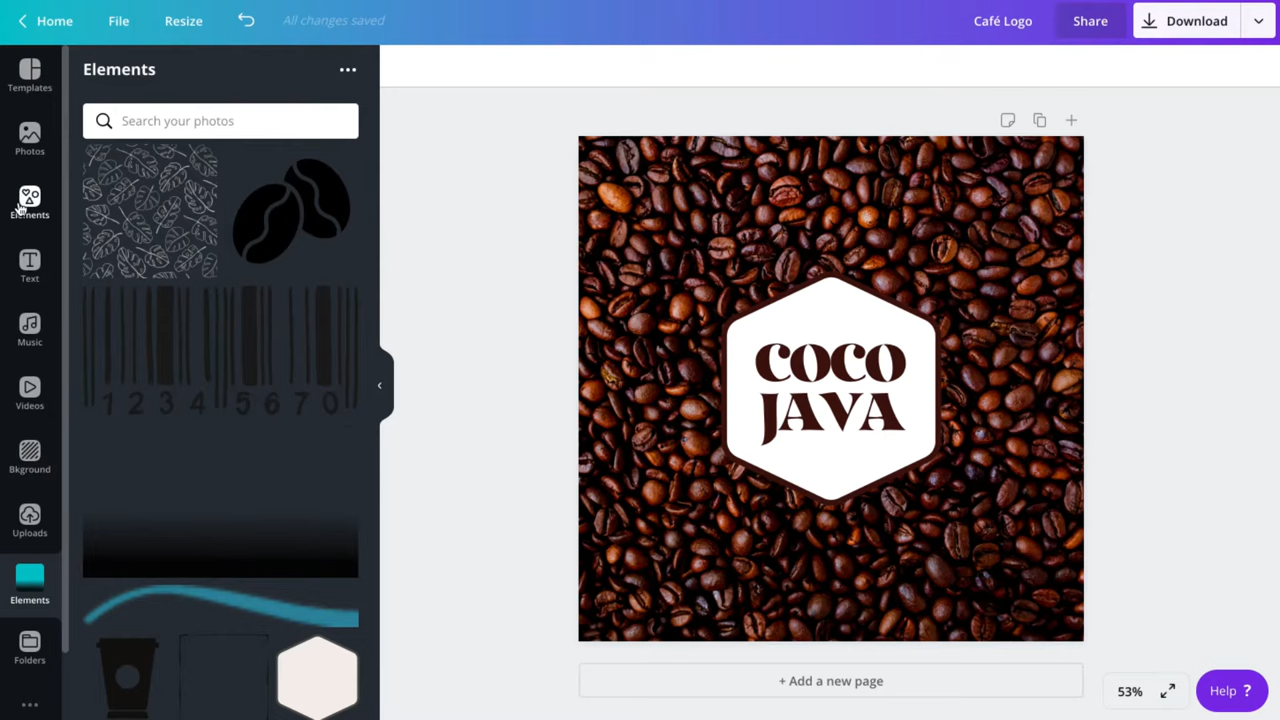 Home
File
Resize
All changes saved
Café Logo
Share
Download
Templates
Photos
Elements
Text
Music
Videos
Bkground
Uploads
Elements
Folders
Elements
Search your photos
1 2 3 4 5 6 7 0
COCO
JAVA
+ Add a new page
53%
Help ?